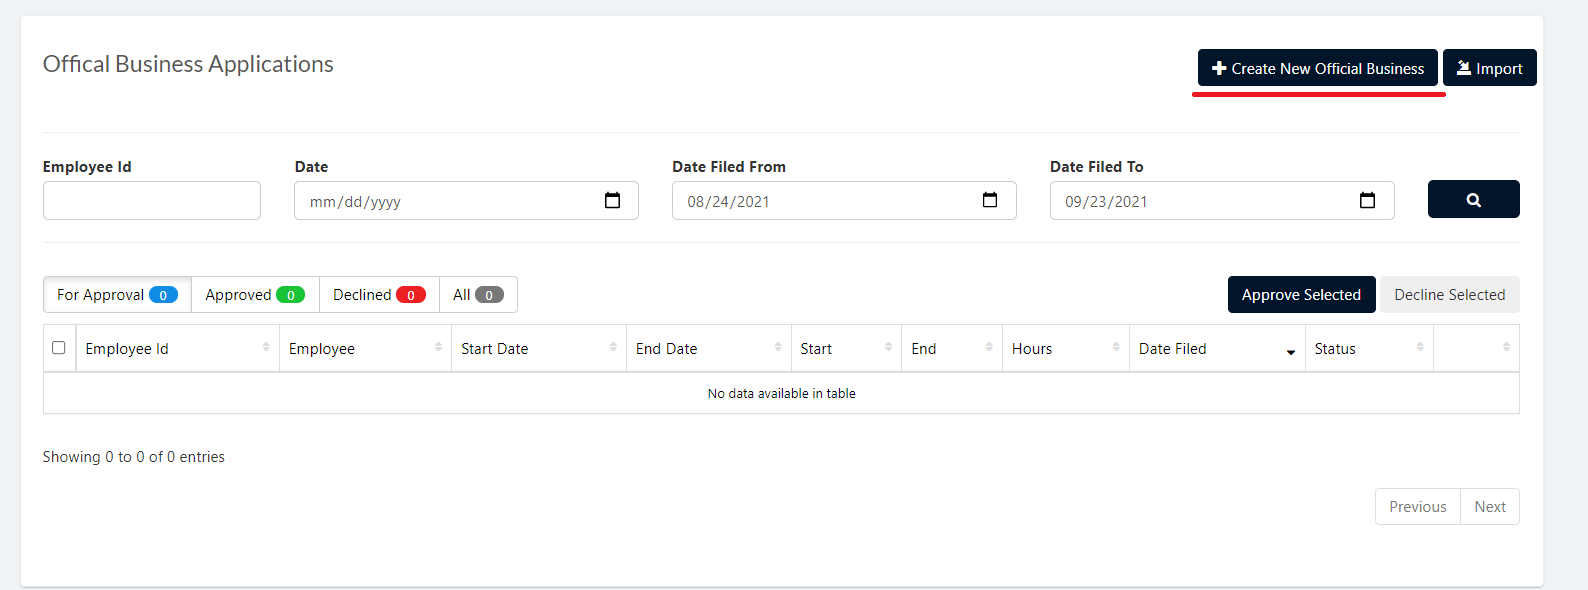 Offical Business Applications
Create New Official Business
Import
Employee Id
Date
Date Filed From
Date Filed To
mm/dd/yyyy
08/24/2021
09/23/2021
For Approval 0
Approved 0
Declined 0
All 0
Approve Selected
Decline Selected
Employee Id
Employee
Start Date
End Date
Start
End
Hours
Date Filed
Status
No data available in table
Showing 0 to 0 of 0 entries
Previous
Next